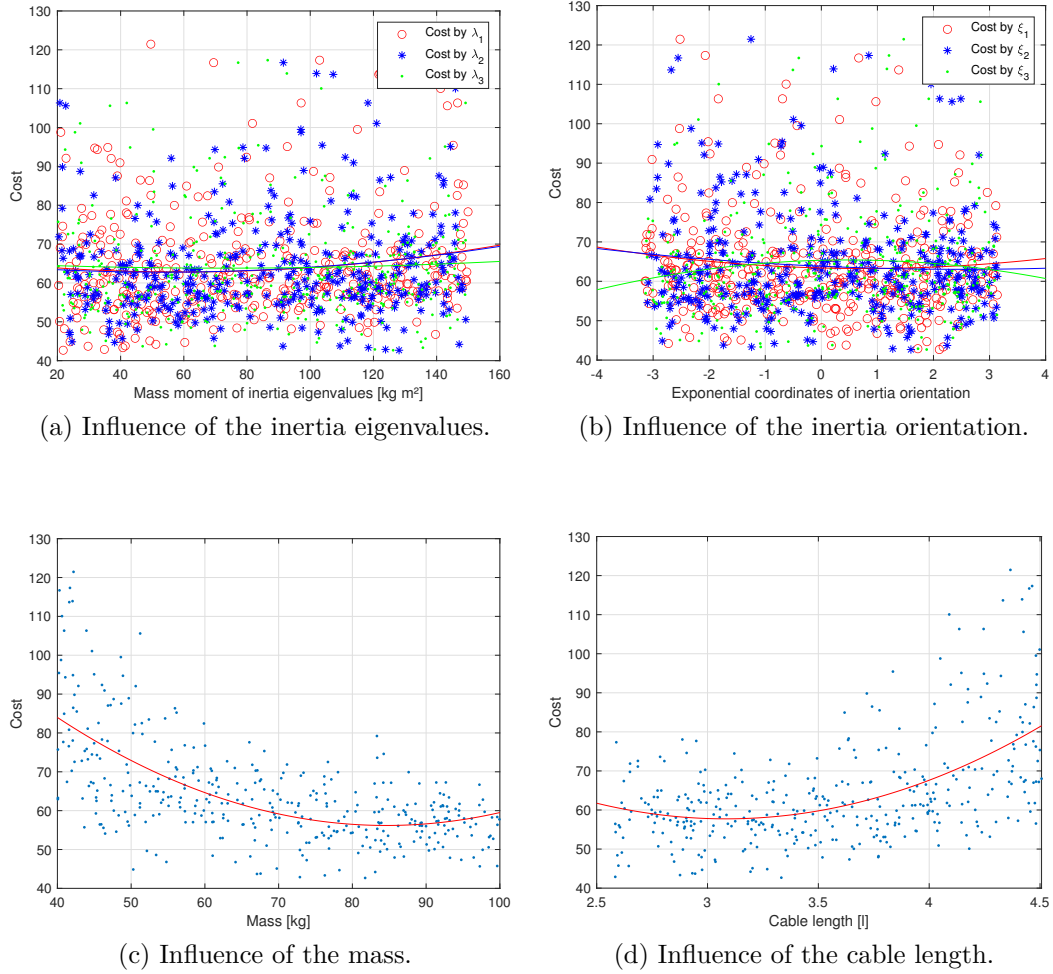 130
120
110
100
90
80
70
60
50
40
Cost
20 40 60 80 100 120 140 160
Mass moment of inertia eigenvalues [kg m²]
Cost by λ1
Cost by λ2
Cost by λ3
(a) Influence of the inertia eigenvalues.
130
120
110
100
90
80
70
60
50
40
Cost
-4 -3 -2 -1 0 1 2 3 4
Exponential coordinates of inertia orientation
Cost by ξ1
Cost by ξ2
Cost by ξ3
(b) Influence of the inertia orientation.
130
120
110
100
90
80
70
60
50
40
Cost
40 50 60 70 80 90 100
Mass [kg]
(c) Influence of the mass.
130
120
110
100
90
80
70
60
50
40
Cost
2.5 3 3.5 4 4.5
Cable length [l]
(d) Influence of the cable length.